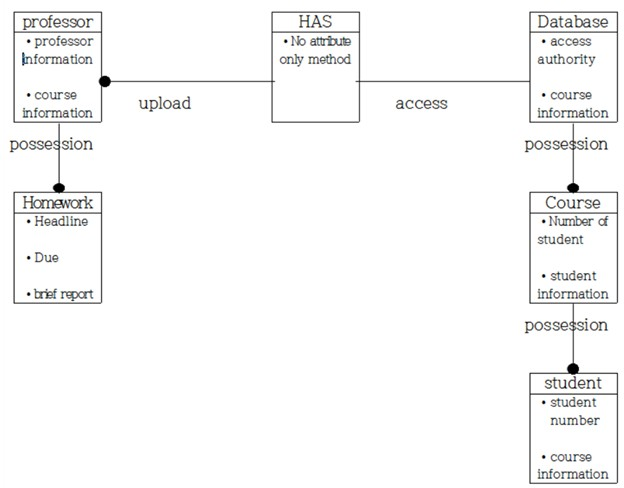 professor
• professor
information
• course
information
HAS
• No attribute
only method
Database
• access
authority
• course
information
upload
access
possession
possession
Homework
• Headline
• Due
• brief report
Course
• Number of
student
• student
information
possession
student
• student
number
• course
information